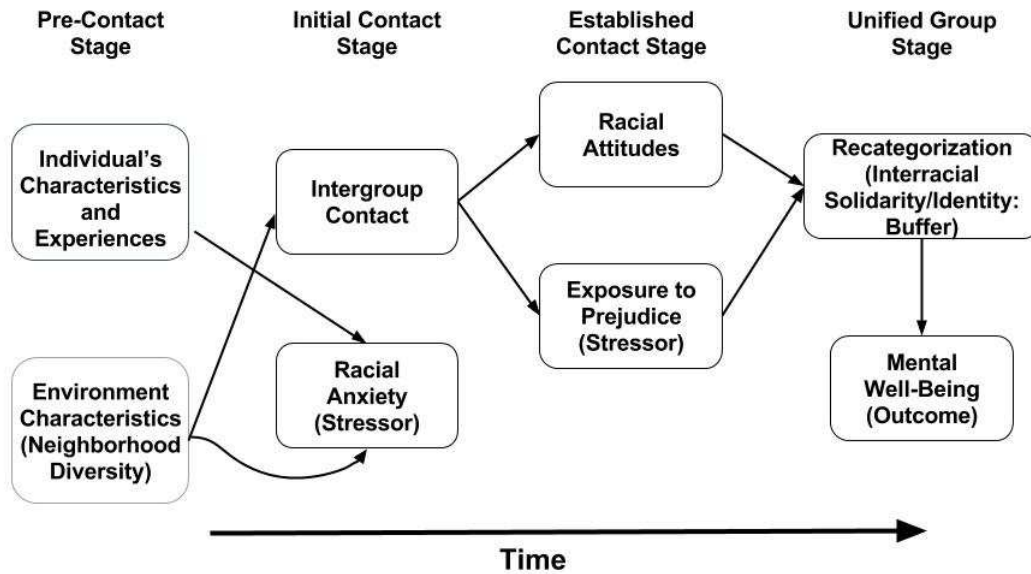 Pre-Contact
Stage
Initial Contact
Stage
Established
Contact Stage
Unified Group
Stage
Individual's
Characteristics
and
Experiences
Environment
Characteristics
(Neighborhood
Diversity)
Intergroup
Contact
Racial
Anxiety
(Stressor)
Racial
Attitudes
Exposure to
Prejudice
(Stressor)
Recategorization
(Interracial
Solidarity/Identity:
Buffer)
Mental
Well-Being
(Outcome)
Time